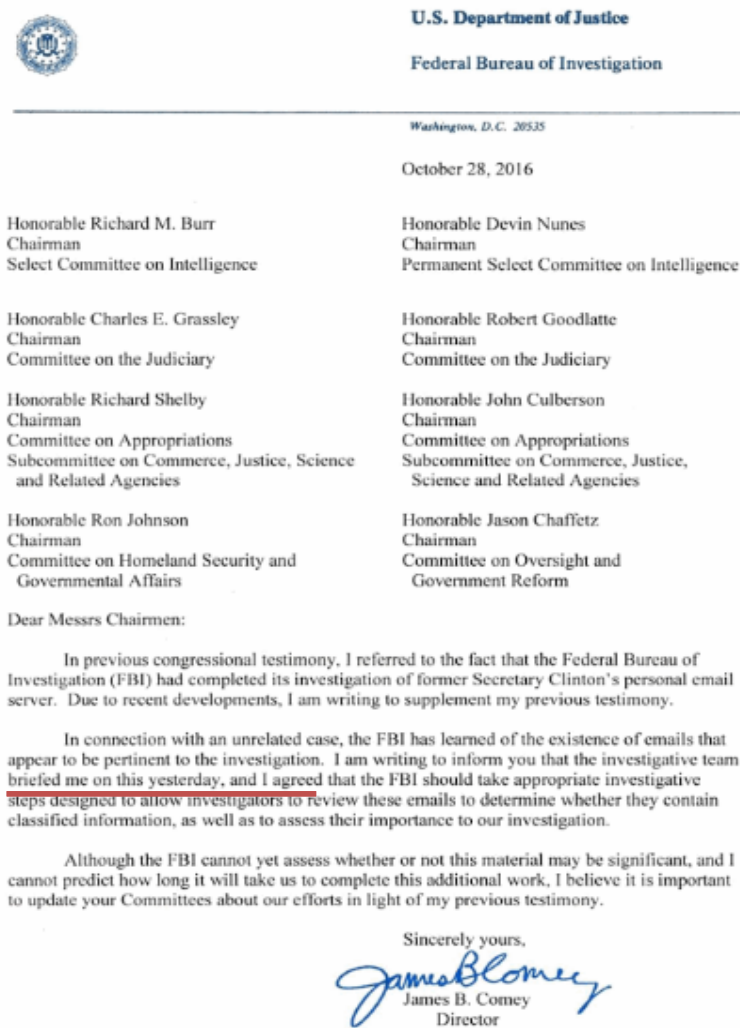 U.S. Department of Justice
Federal Bureau of Investigation
Washington, D.C. 20535
October 28, 2016
Honorable Richard M. Burr
Chairman
Select Committee on Intelligence
Honorable Devin Nunes
Chairman
Permanent Select Committee on Intelligence
Honorable Charles E. Grassley
Chairman
Committee on the Judiciary
Honorable Robert Goodlatte
Chairman
Committee on the Judiciary
Honorable Richard Shelby
Chairman
Committee on Appropriations
Subcommittee on Commerce, Justice, Science
and Related Agencies
Honorable John Culberson
Chairman
Committee on Appropriations
Subcommittee on Commerce, Justice,
Science and Related Agencies
Honorable Ron Johnson
Chairman
Committee on Homeland Security and
Governmental Affairs
Honorable Jason Chaffetz
Chairman
Committee on Oversight and
Government Reform
Dear Messrs Chairmen:
In previous congressional testimony, I referred to the fact that the Federal Bureau of
Investigation (FBI) had completed its investigation of former Secretary Clinton's personal email
server. Due to recent developments, I am writing to supplement my previous testimony.
In connection with an unrelated case, the FBI has learned of the existence of emails that
appear to be pertinent to the investigation. I am writing to inform you that the investigative team
briefed me on this yesterday, and I agreed that the FBI should take appropriate investigative
steps designed to allow investigators to review these emails to determine whether they contain
classified information, as well as to assess their importance to our investigation.
Although the FBI cannot yet assess whether or not this material may be significant, and I
cannot predict how long it will take us to complete this additional work, I believe it is important
to update your Committees about our efforts in light of my previous testimony.
Sincerely yours,
James B Comey
James B. Comey
Director